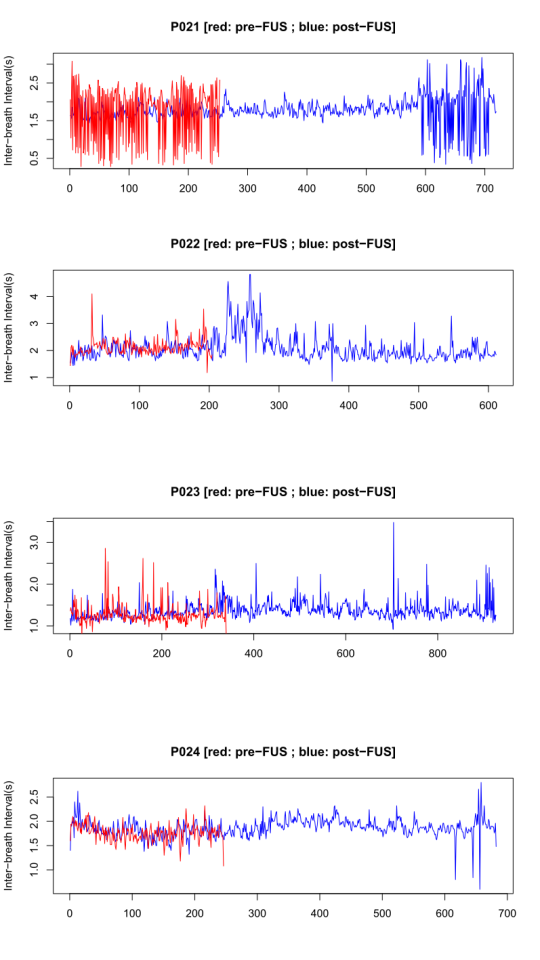 P021 [red: pre−FUS ; blue: post−FUS]
Inter−breath Interval(s)
0.5 1.5 2.5
0 100 200 300 400 500 600 700
P022 [red: pre−FUS ; blue: post−FUS]
Inter−breath Interval(s)
1 2 3 4
0 100 200 300 400 500 600
P023 [red: pre−FUS ; blue: post−FUS]
Inter−breath Interval(s)
1.0 2.0 3.0
0 200 400 600 800
P024 [red: pre−FUS ; blue: post−FUS]
Inter−breath Interval(s)
1.0 1.5 2.0 2.5
0 100 200 300 400 500 600 700